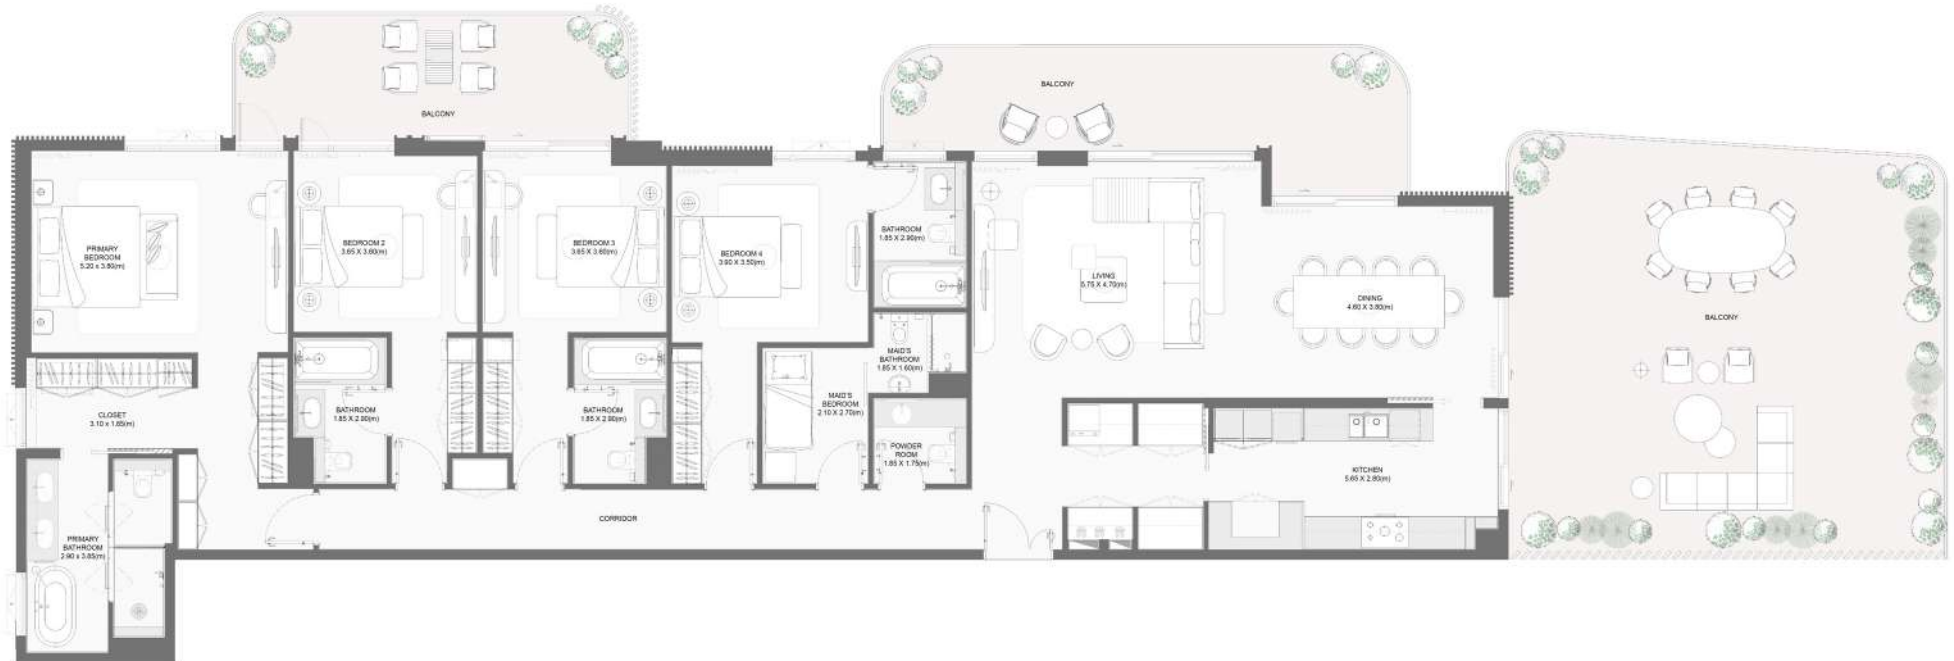 BALCONY
BALCONY
PRIMARY
BEDROOM
5.20 x 3.80(m)
BEDROOM 2
3.65 X 3.60(m)
BEDROOM 3
3.65 X 3.60(m)
BEDROOM 4
3.90 X 3.50(m)
BATHROOM
1.85 X 2.90(m)
LIVING
5.75 X 4.70(m)
DINING
4.60 X 3.80(m)
BALCONY
MAID'S
BATHROOM
1.85 X 1.60(m)
MAID'S
BEDROOM
2.10 X 2.70(m)
CLOSET
3.10 x 1.85(m)
BATHROOM
1.85 X 2.90(m)
BATHROOM
1.85 X 2.90(m)
POWDER
ROOM
1.85 X 1.75(m)
KITCHEN
5.65 X 2.80(m)
CORRIDOR
PRIMARY
BATHROOM
2.90 x 3.85(m)